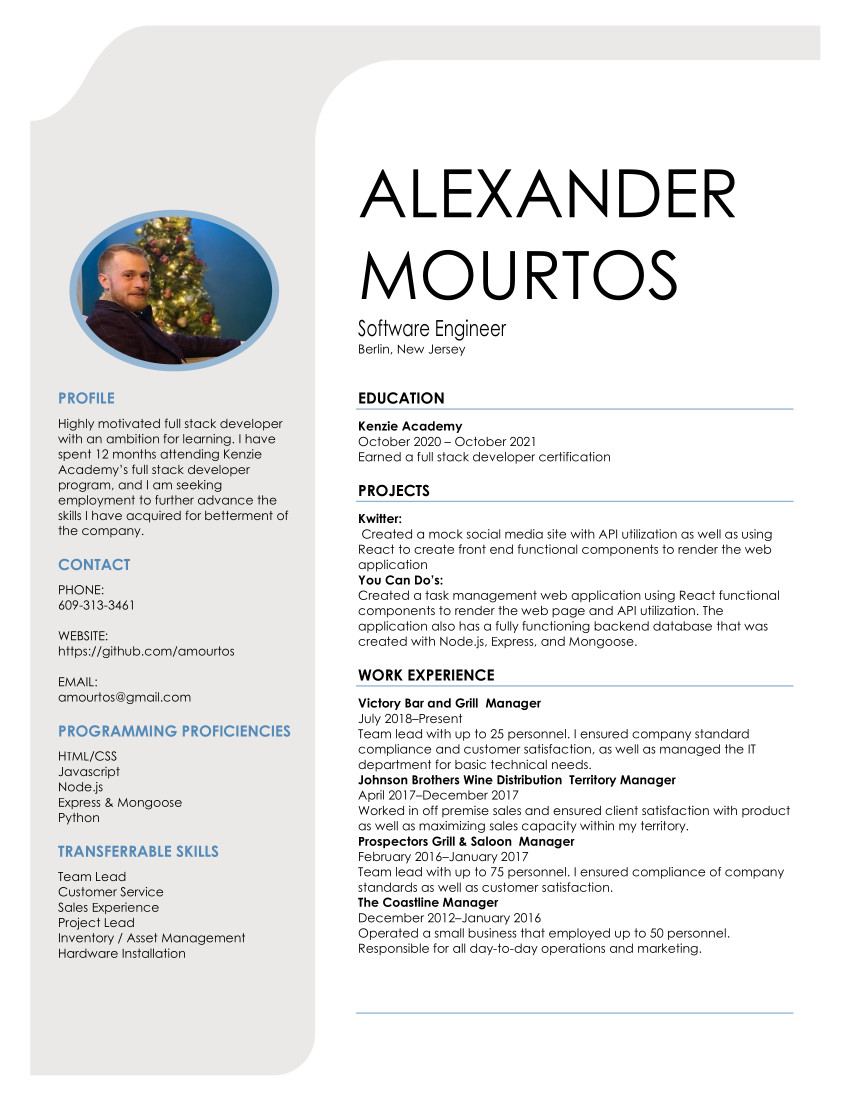 ALEXANDER
MOURTOS
Software Engineer
Berlin, New Jersey
PROFILE
Highly motivated full stack developer
with an ambition for learning. I have
spent 12 months attending Kenzie
Academy's full stack developer
program, and I am seeking
employment to further advance the
skills I have acquired for betterment of
the company.
CONTACT
PHONE:
609-313-3461
WEBSITE:
https://github.com/amourtos
EMAIL:
amourtos@gmail.com
PROGRAMMING PROFICIENCIES
HTML/CSS
Javascript
Node.js
Express & Mongoose
Python
TRANSFERRABLE SKILLS
Team Lead
Customer Service
Sales Experience
Project Lead
Inventory / Asset Management
Hardware Installation
EDUCATION
Kenzie Academy
October 2020 – October 2021
Earned a full stack developer certification
PROJECTS
Kwitter:
Created a mock social media site with API utilization as well as using
React to create front end functional components to render the web
application
You Can Do's:
Created a task management web application using React functional
components to render the web page and API utilization. The
application also has a fully functioning backend database that was
created with Node.js, Express, and Mongoose.
WORK EXPERIENCE
Victory Bar and Grill  Manager
July 2018–Present
Team lead with up to 25 personnel. I ensured company standard
compliance and customer satisfaction, as well as managed the IT
department for basic technical needs.
Johnson Brothers Wine Distribution  Territory Manager
April 2017–December 2017
Worked in off premise sales and ensured client satisfaction with product
as well as maximizing sales capacity within my territory.
Prospectors Grill & Saloon  Manager
February 2016–January 2017
Team lead with up to 75 personnel. I ensured compliance of company
standards as well as customer satisfaction.
The Coastline Manager
December 2012–January 2016
Operated a small business that employed up to 50 personnel.
Responsible for all day-to-day operations and marketing.